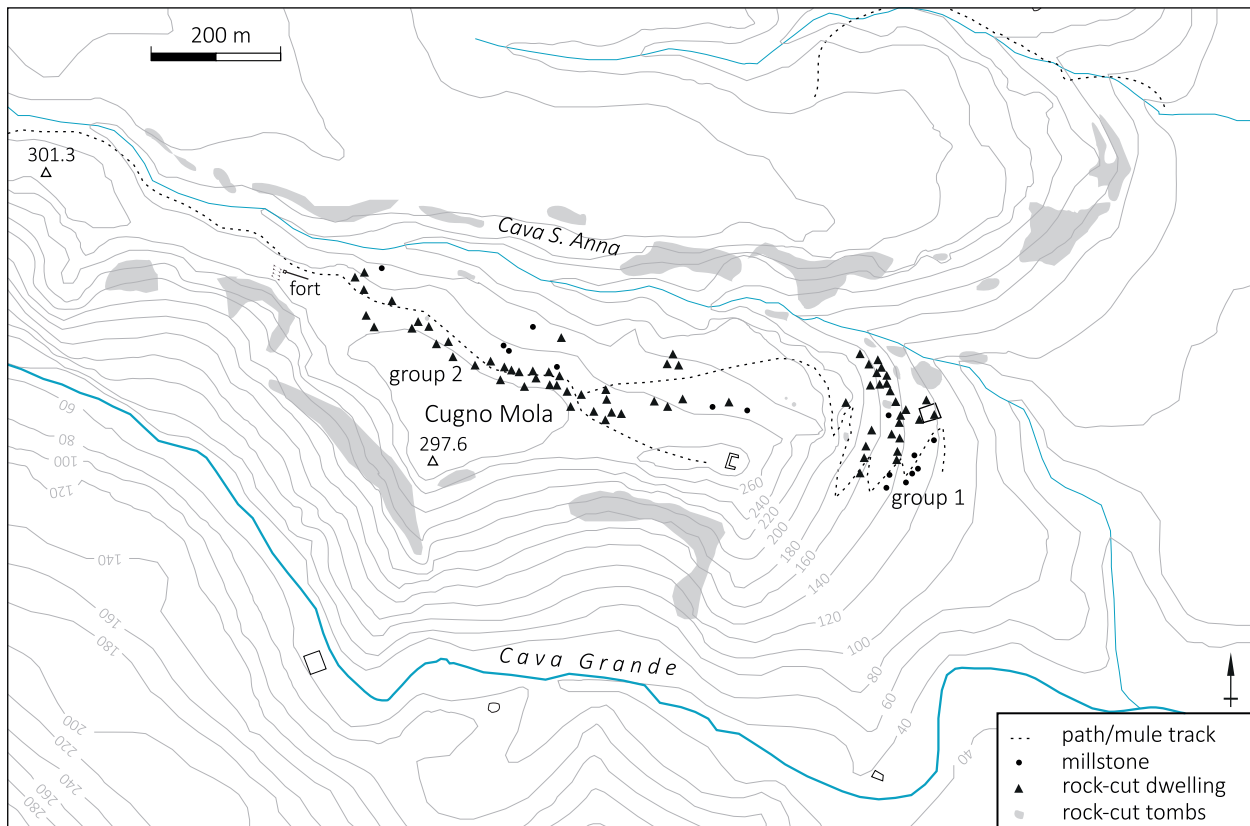 200 m
301.3
Cava S. Anna
fort
group 2
Cugno Mola
297.6
group 1
60
80
100
120
140
160
180
200
220
240
260
280
260
240
220
200
180
160
140
120
100
80
60
40
40
Cava Grande
path/mule track
millstone
rock-cut dwelling
rock-cut tombs